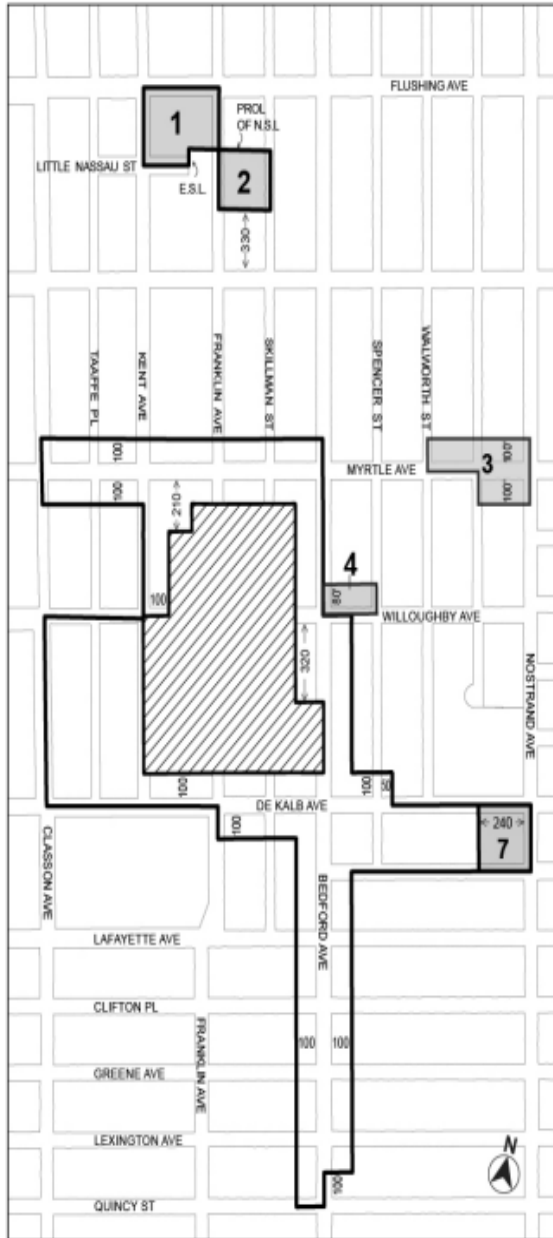 FLUSHING AVE
1
PROL
OF N.S.L
LITTLE NASSAU ST
E.S.L.
2
330
TAAFFE PL
KENT AVE
FRANKLIN AVE
SKILLMAN ST
SPENCER ST
WALWORTH ST
100
100
MYRTLE AVE
3
100'
100'
210
100
4
80'
WILLOUGHBY AVE
320
NOSTRAND AVE
100
100
50
DE KALB AVE
100
240
7
CLASSON AVE
BEDFORD AVE
LAFAYETTE AVE
CLIFTON PL
FRANKLIN AVE
100
100
GREENE AVE
LEXINGTON AVE
N
100
QUINCY ST